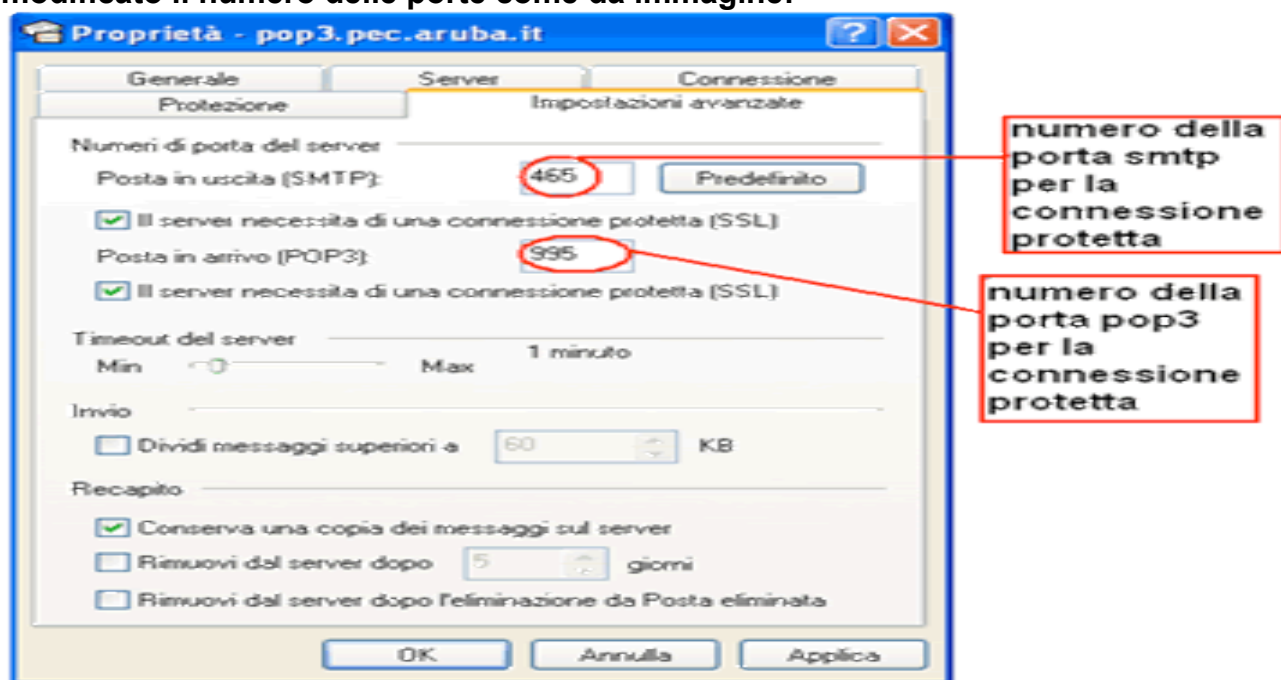 modificato il numero delle porte come da immagine:
Proprietà - pop3.pec.aruba.it
Generale Server Connessione
Protezione Impostazioni avanzate
Numeri di porta del server
Posta in uscita (SMTP): 465 Predefinito
Il server necessita di una connessione protetta (SSL)
Posta in arrivo (POP3): 995
Il server necessita di una connessione protetta (SSL)
Timeout del server
Min Max 1 minuto
Invio
Dividi messaggi superiori a 60 KB
Recapito
Conserva una copia dei messaggi sul server
Rimuovi dal server dopo 5 giorni
Rimuovi dal server dopo l'eliminazione da Posta eliminata
OK Annulla Applica
numero della
porta smtp
per la
connessione
protetta
numero della
porta pop3
per la
connessione
protetta